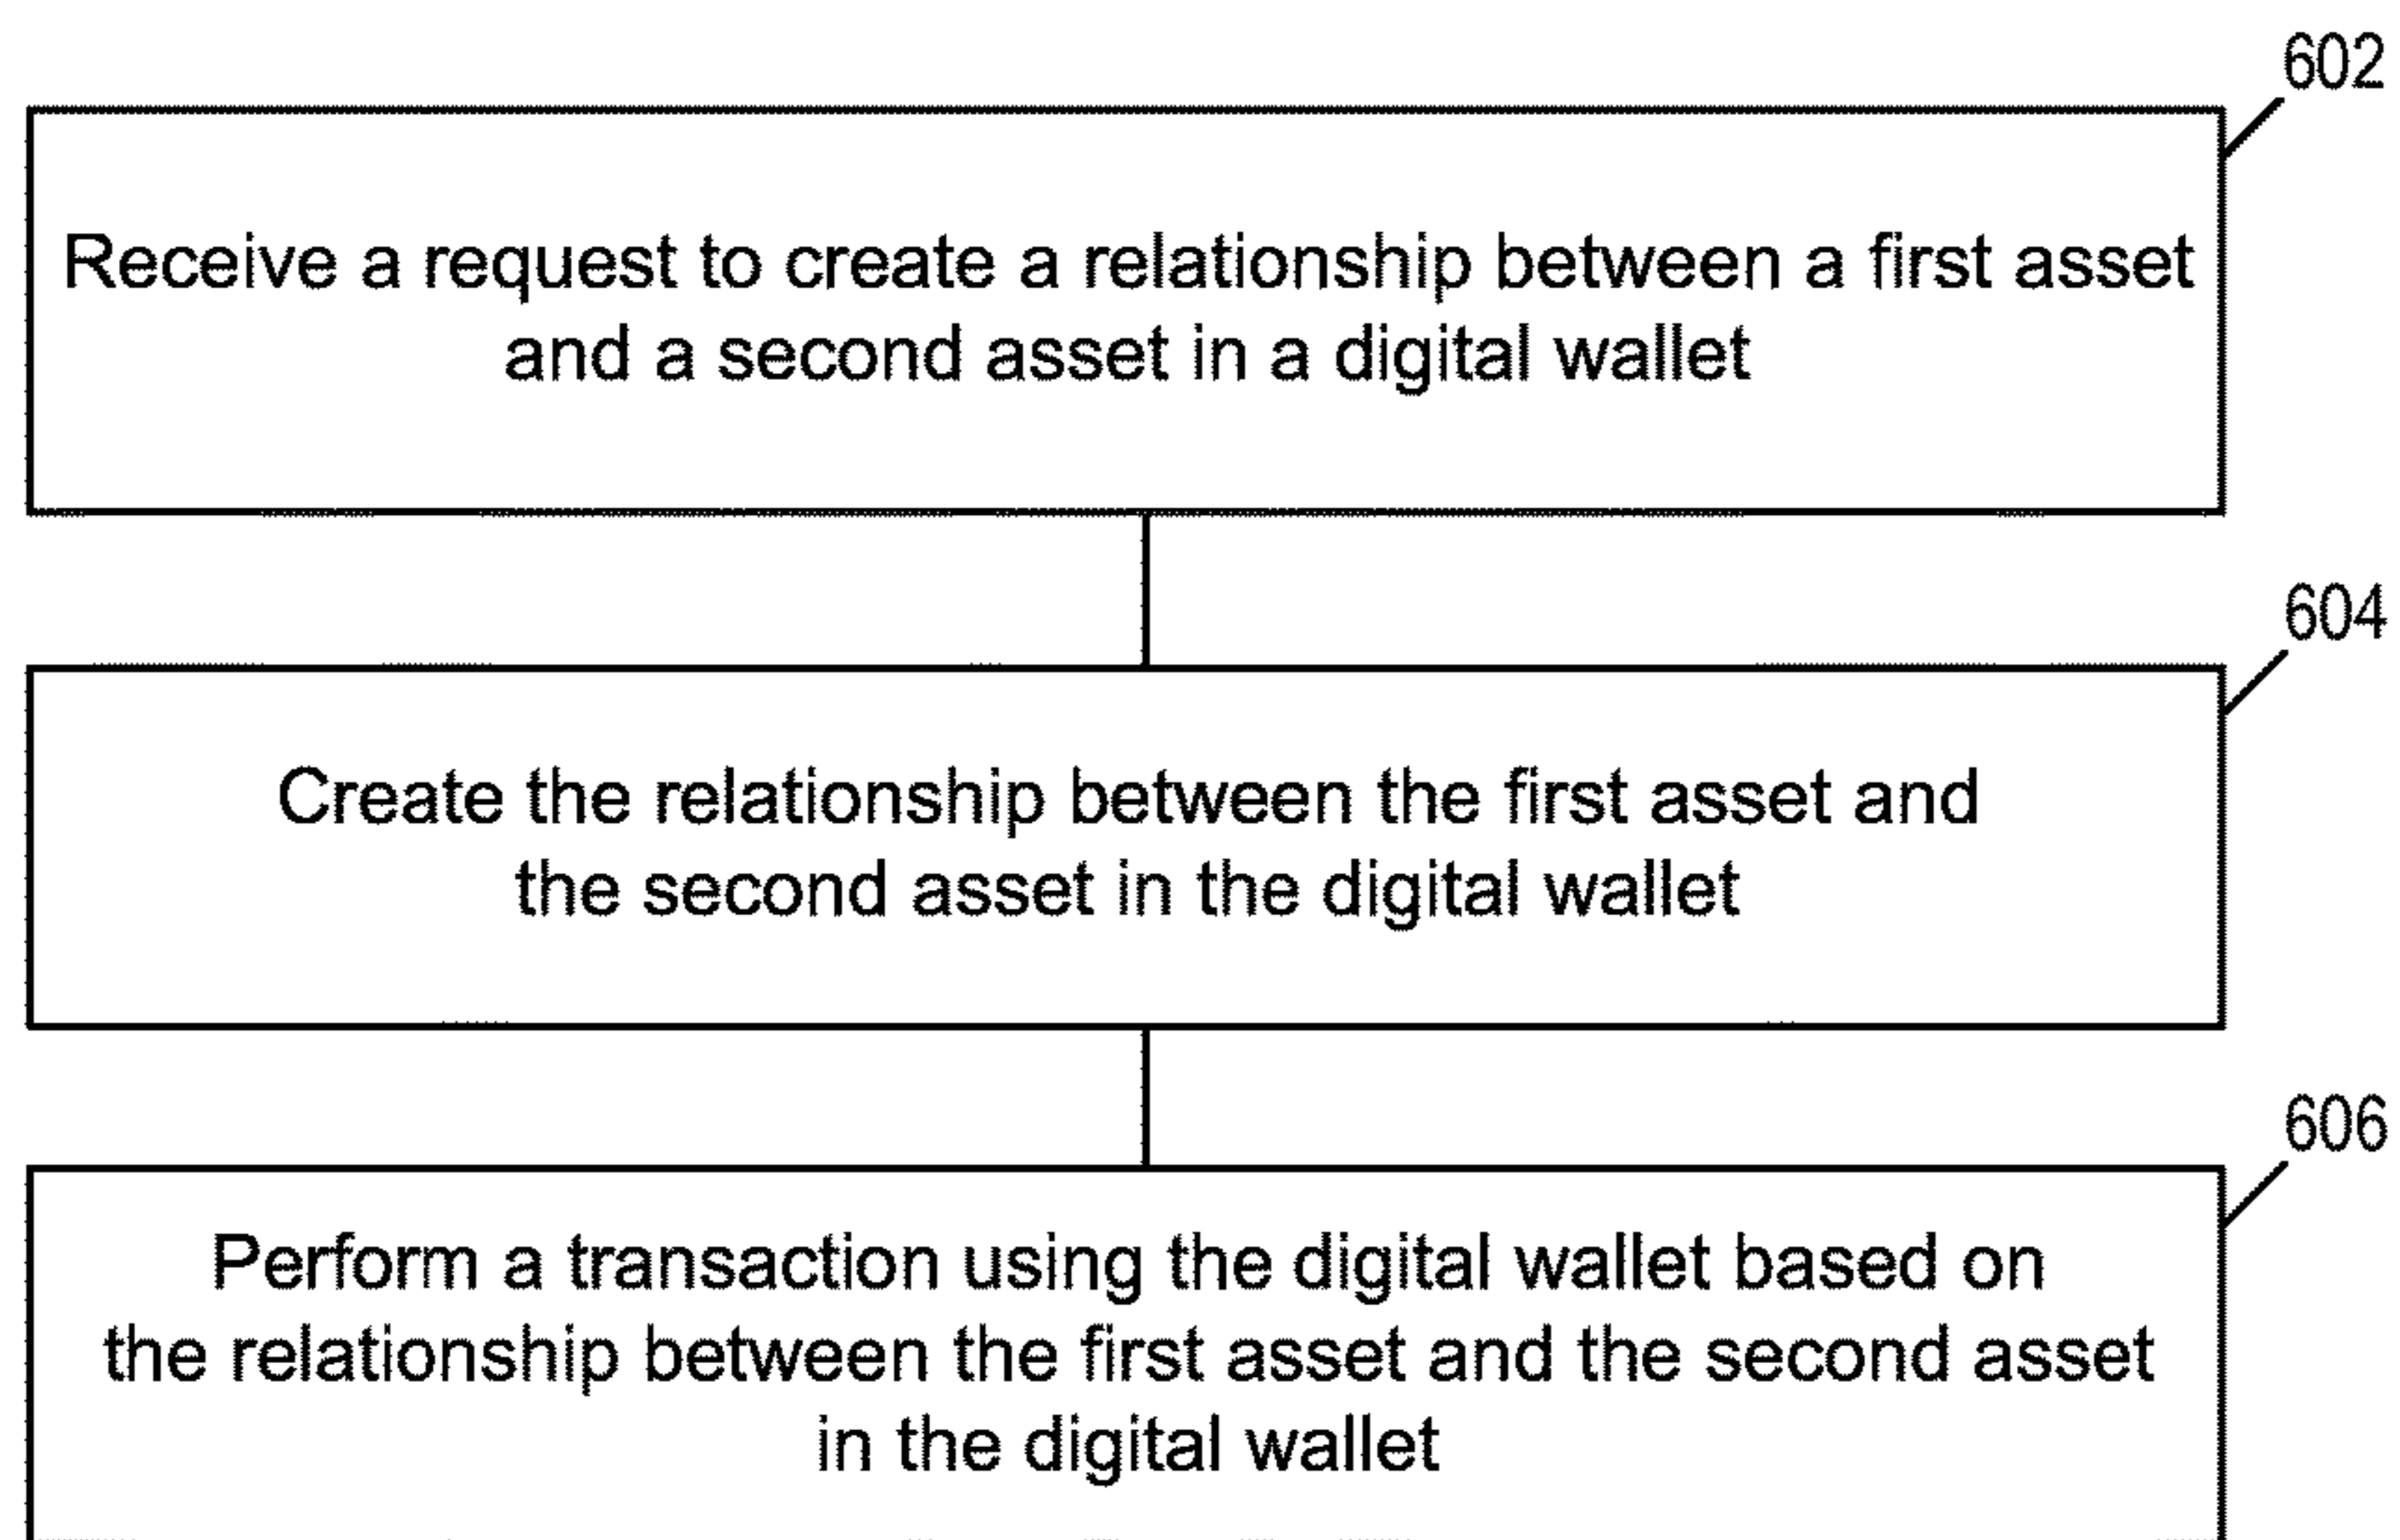 602
Receive a request to create a relationship between a first asset
and a second asset in a digital wallet
604
Create the relationship between the first asset and
the second asset in the digital wallet
606
Perform a transaction using the digital wallet based on
the relationship between the first asset and the second asset
in the digital wallet